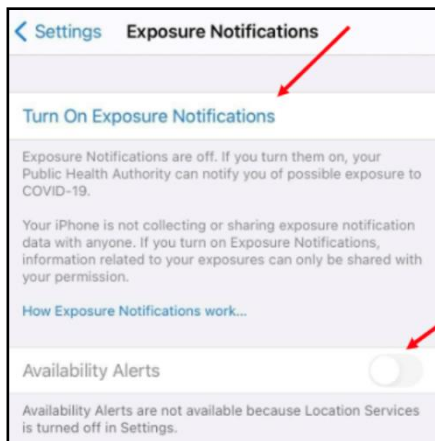 Settings Exposure Notifications
Turn On Exposure Notifications
Exposure Notifications are off. If you turn them on, your
Public Health Authority can notify you of possible exposure to
COVID-19.
Your iPhone is not collecting or sharing exposure notification
data with anyone. If you turn on Exposure Notifications,
information related to your exposures can only be shared with
your permission.
How Exposure Notifications work...
Availability Alerts
Availability Alerts are not available because Location Services
is turned off in Settings.